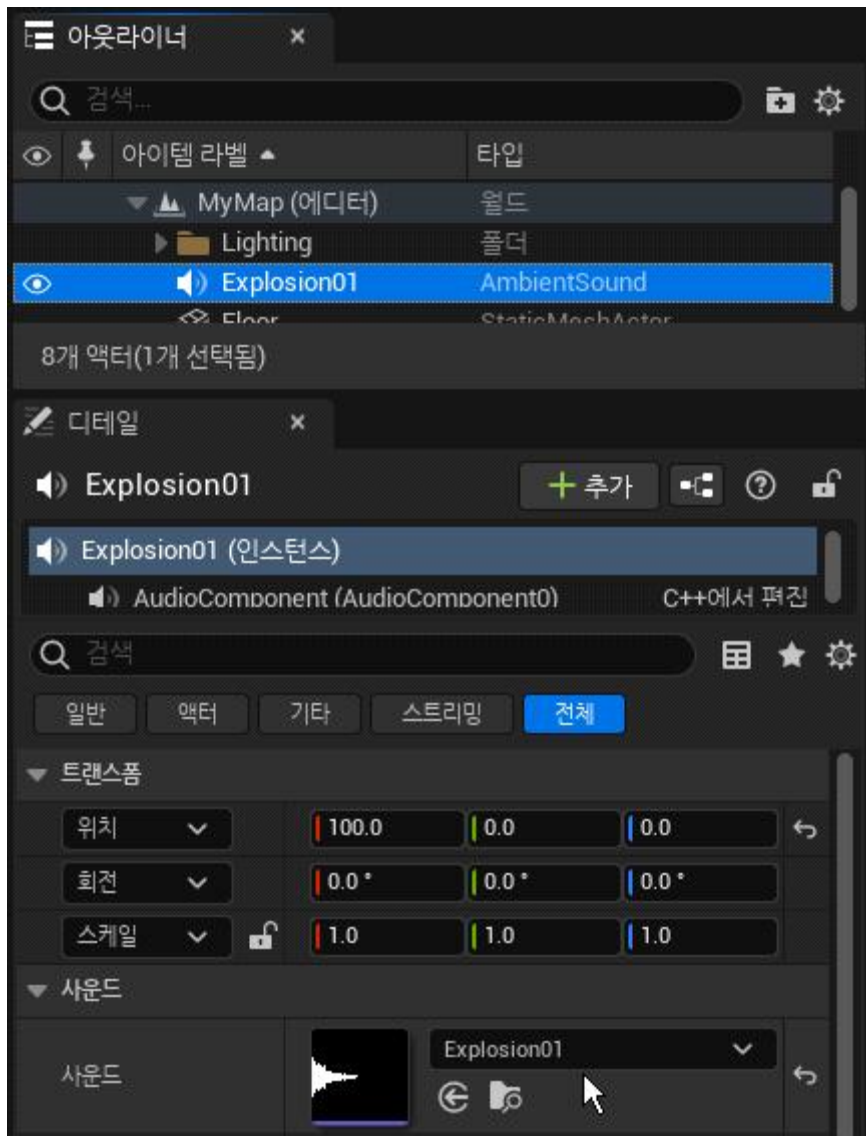 아웃라이너
검색...
아이템 라벨 타입
MyMap (에디터) 월드
Lighting 폴더
Explosion01 AmbientSound
Floor StaticMeshActor
8개 액터(1개 선택됨)
디테일
Explosion01 추가
Explosion01 (인스턴스)
AudioComponent (AudioComponent0) C++에서 편집
검색
일반 액터 기타 스트리밍 전체
트랜스폼
위치 100.0 0.0 0.0
회전 0.0 ° 0.0 ° 0.0 °
스케일 1.0 1.0 1.0
사운드
사운드 Explosion01